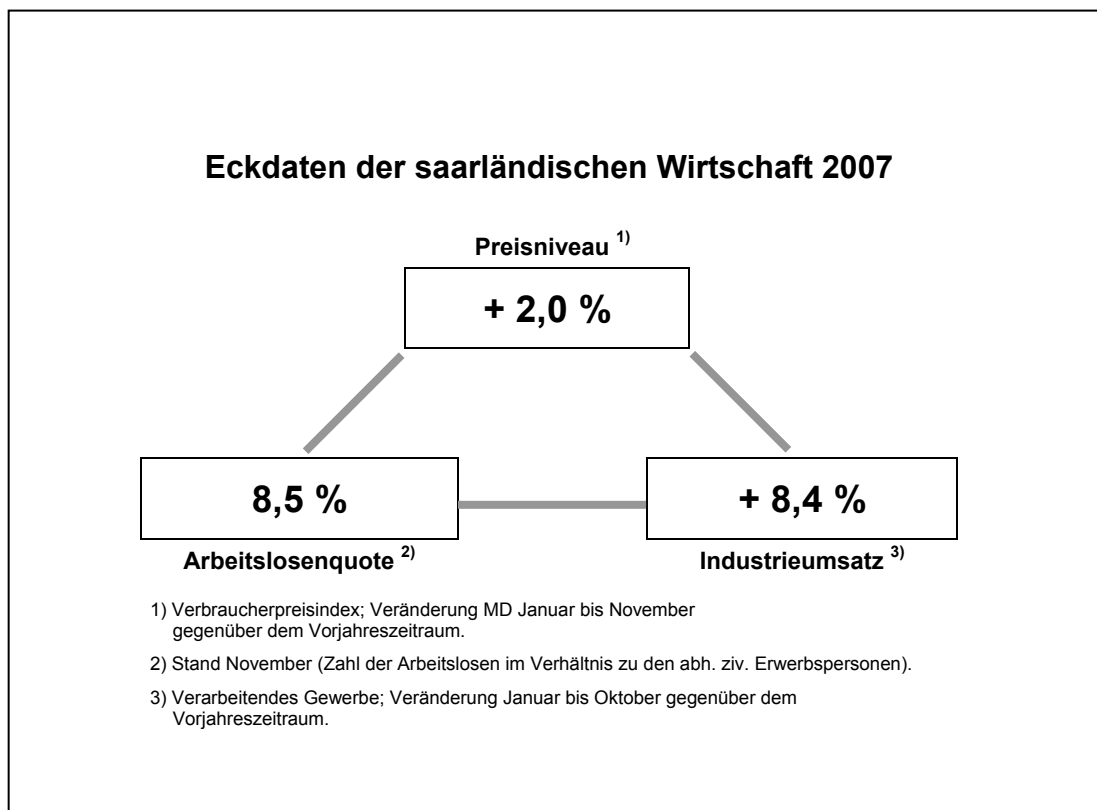 Eckdaten der saarländischen Wirtschaft 2007
Preisniveau 1)
+ 2,0 %
8,5 %
+ 8,4 %
Arbeitslosenquote 2)
Industrieumsatz 3)
1) Verbraucherpreisindex; Veränderung MD Januar bis November
gegenüber dem Vorjahreszeitraum.
2) Stand November (Zahl der Arbeitslosen im Verhältnis zu den abh. ziv. Erwerbspersonen).
3) Verarbeitendes Gewerbe; Veränderung Januar bis Oktober gegenüber dem
Vorjahreszeitraum.